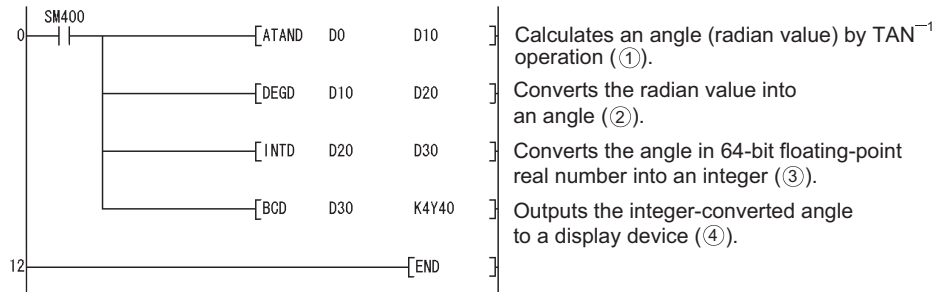 SM400
0 [ATAND D0 D10 ] Calculates an angle (radian value) by TAN⁻¹
operation (①).
[DEGD D10 D20 ] Converts the radian value into
an angle (②).
[INTD D20 D30 ] Converts the angle in 64-bit floating-point
real number into an integer (③).
[BCD D30 K4Y40 ] Outputs the integer-converted angle
to a display device (④).
12 [END ]